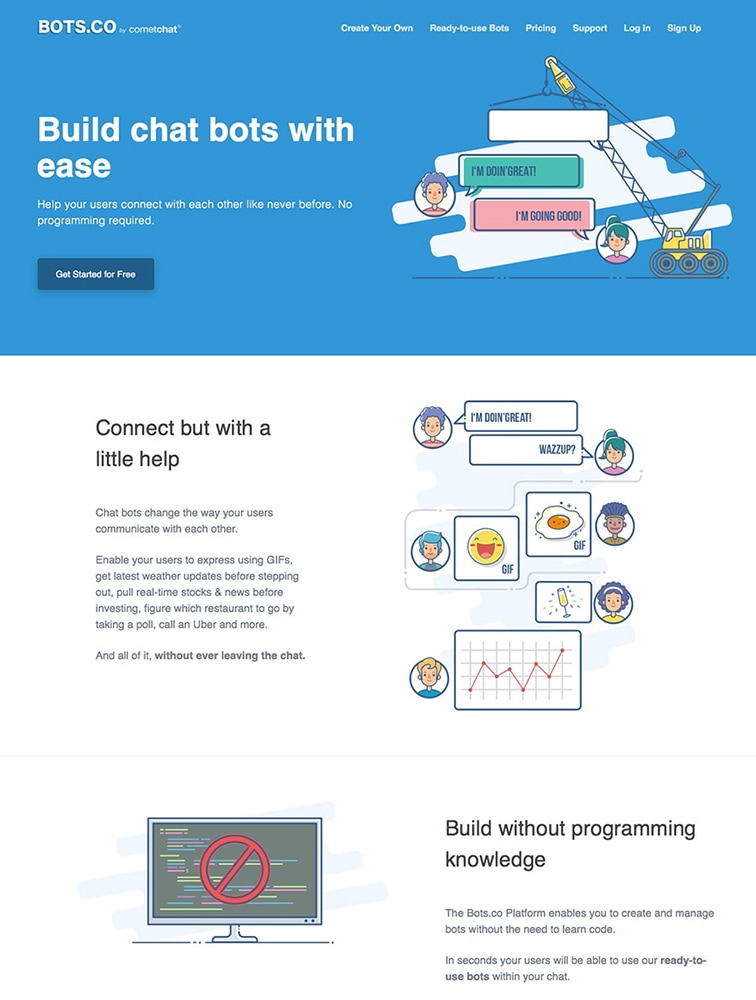 BOTS.CO by cometchat®
Create Your Own Ready-to-use Bots Pricing Support Log In Sign Up
Build chat bots with
ease
Help your users connect with each other like never before. No
programming required.
Get Started for Free
I'M DOIN'GREAT!
I'M GOING GOOD!
Connect but with a
little help
Chat bots change the way your users
communicate with each other.
Enable your users to express using GIFs,
get latest weather updates before stepping
out, pull real-time stocks & news before
investing, figure which restaurant to go by
taking a poll, call an Uber and more.
And all of it, without ever leaving the chat.
I'M DOIN'GREAT!
WAZZUP?
GIF
GIF
Build without programming
knowledge
The Bots.co Platform enables you to create and manage
bots without the need to learn code.
In seconds your users will be able to use our ready-to-
use bots within your chat.